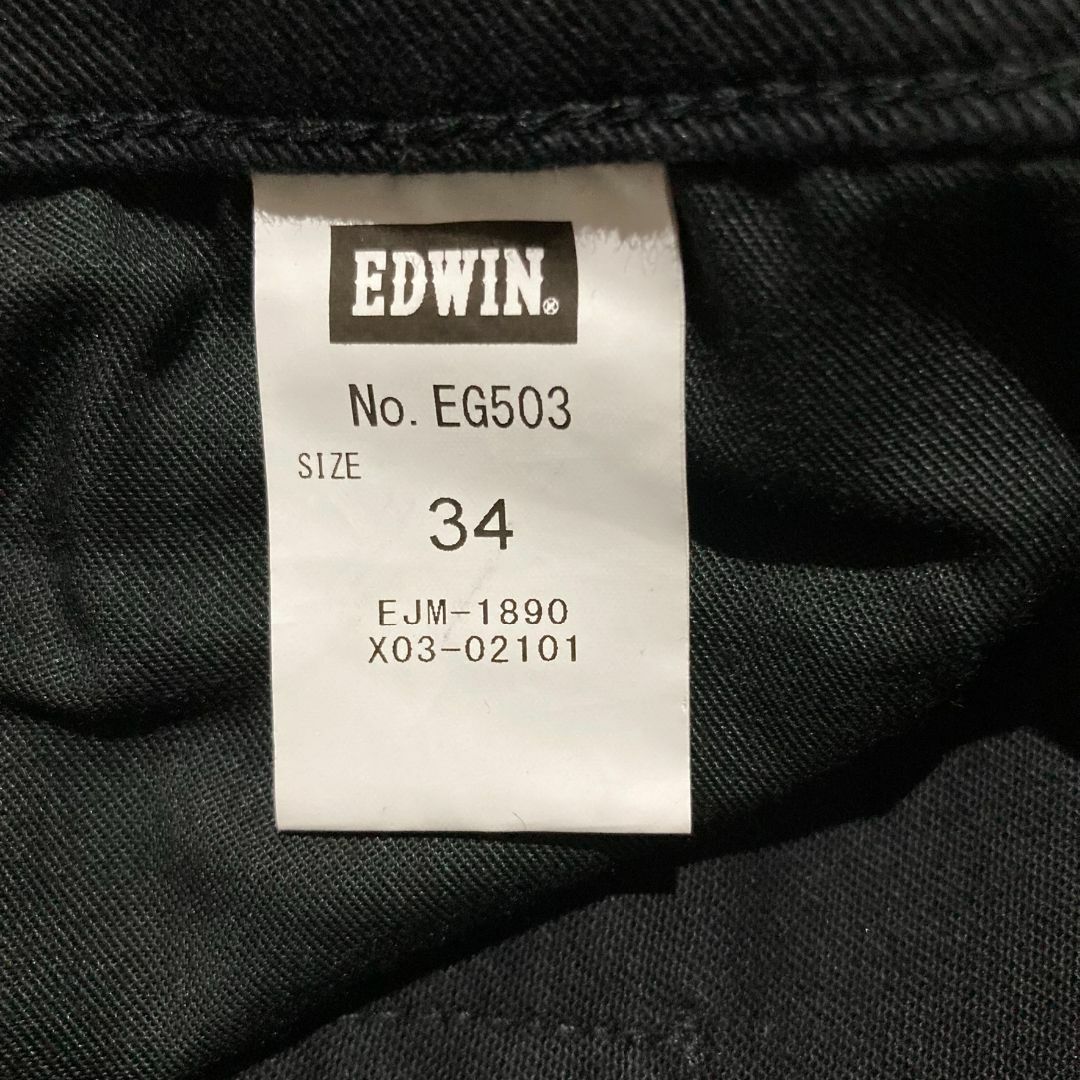 EDWIN®
No. EG503
SIZE
34
EJM-1890
X03-02101